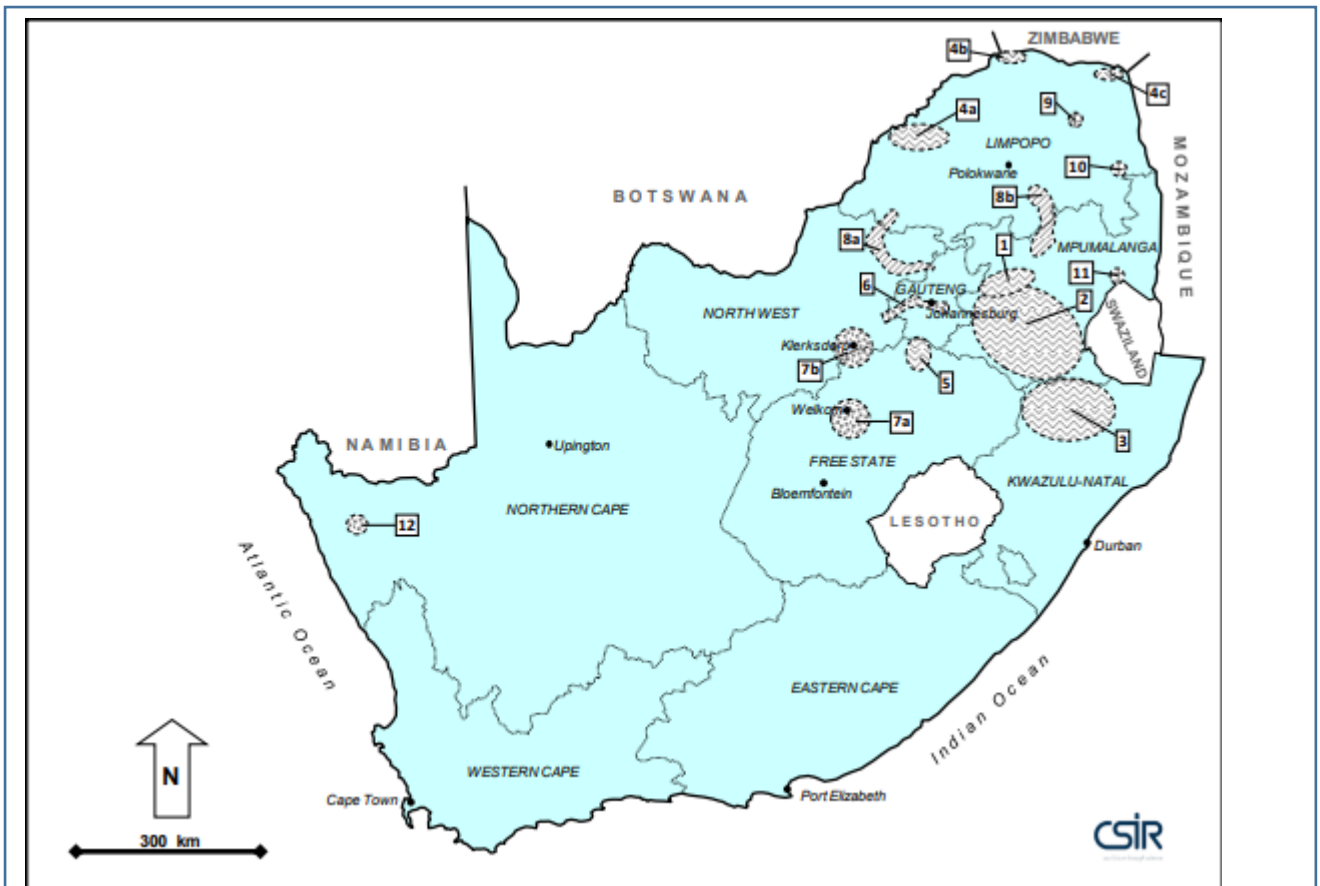 ZIMBABWE
4b
4c
4a
9
LIMPOPO
MOZAMBIQUE
10
Polokwane
BOTSWANA
8b
8a
1
MPUMALANGA
11
6
GAUTENG
2
NORTH WEST
Johannesburg
SWAZILAND
Klerksdorp
7b
5
Welkom
7a
3
NAMIBIA
Upington
FREE STATE
KWAZULU-NATAL
Bloemfontein
NORTHERN CAPE
LESOTHO
12
Durban
Atlantic Ocean
EASTERN CAPE
Indian Ocean
N
WESTERN CAPE
Cape Town
Port Elizabeth
300 km
CSIR